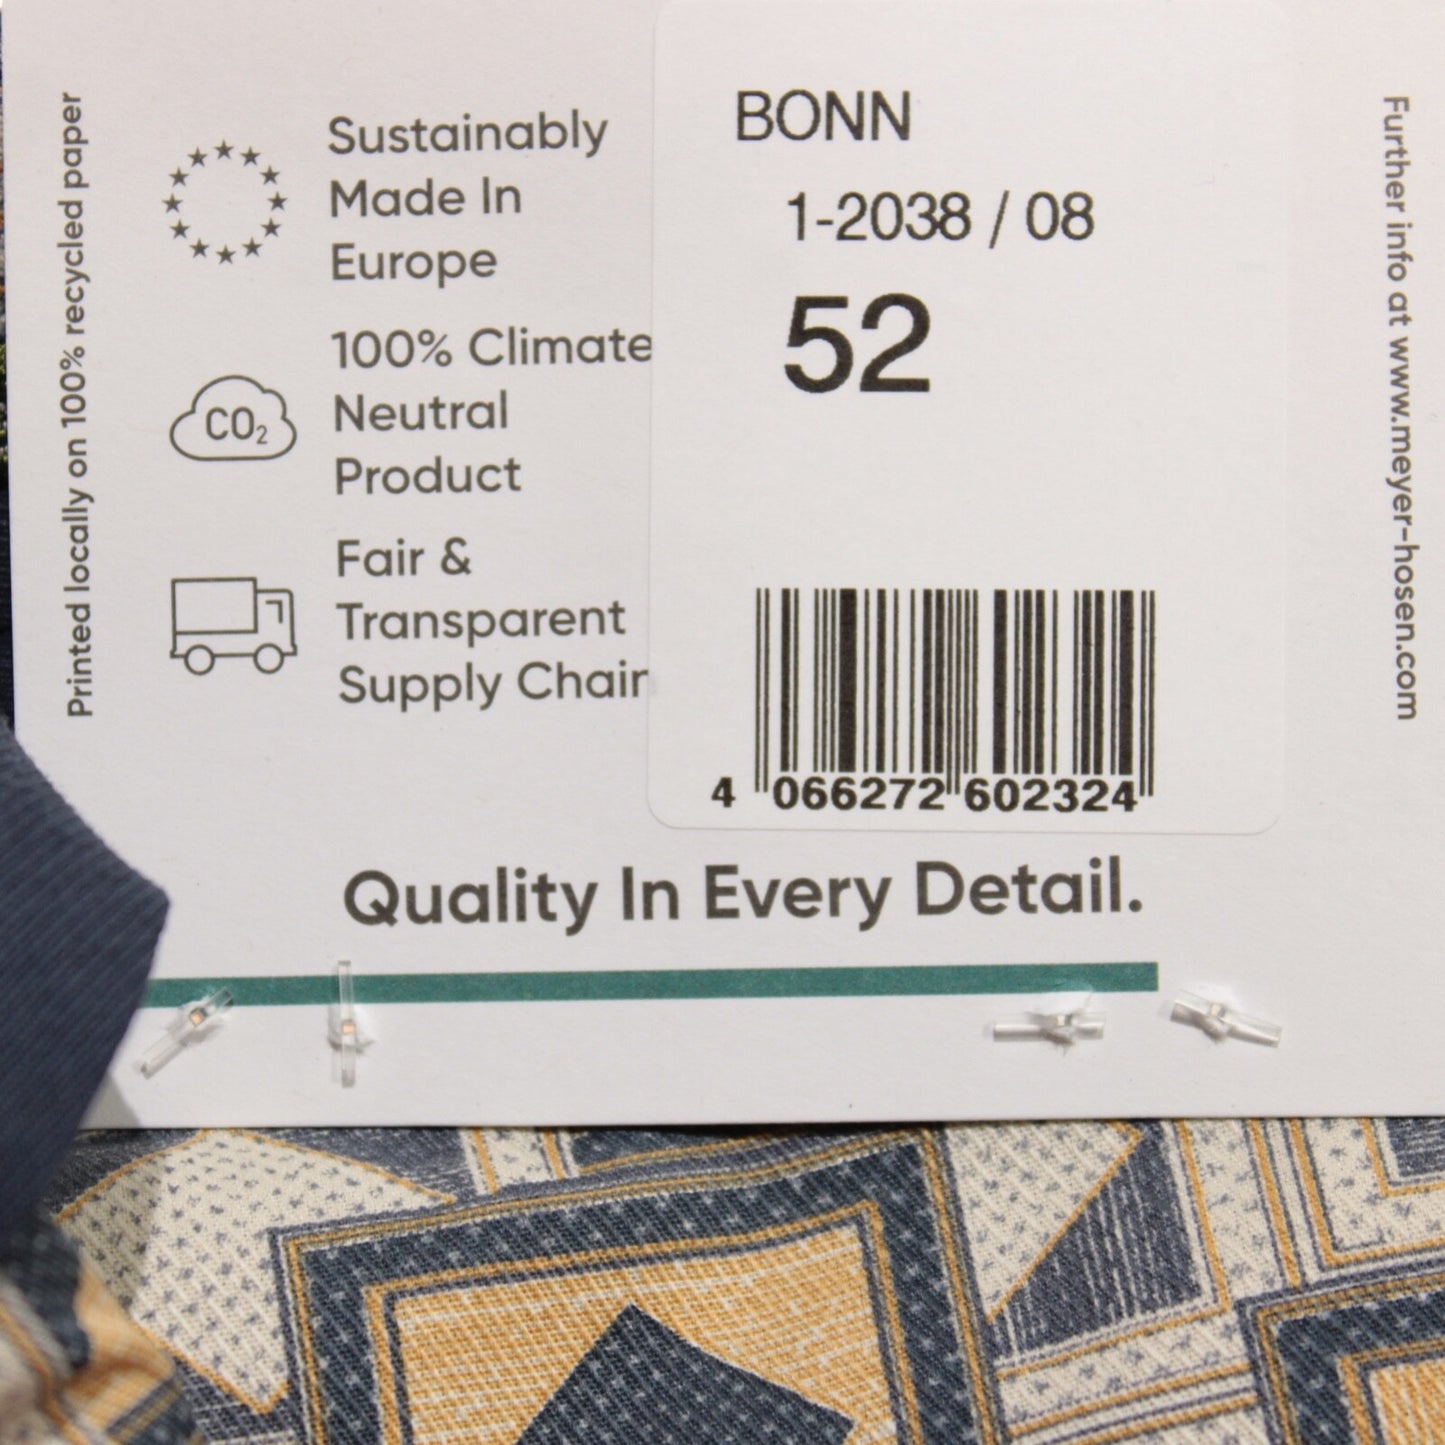 Printed locally on 100% recycled paper
Sustainably
Made In
Europe
CO₂
100% Climate
Neutral
Product
Fair &
Transparent
Supply Chain
BONN
1-2038 / 08
52
4 066272 602324
Quality In Every Detail.
Further info at www.meyer-hosen.com